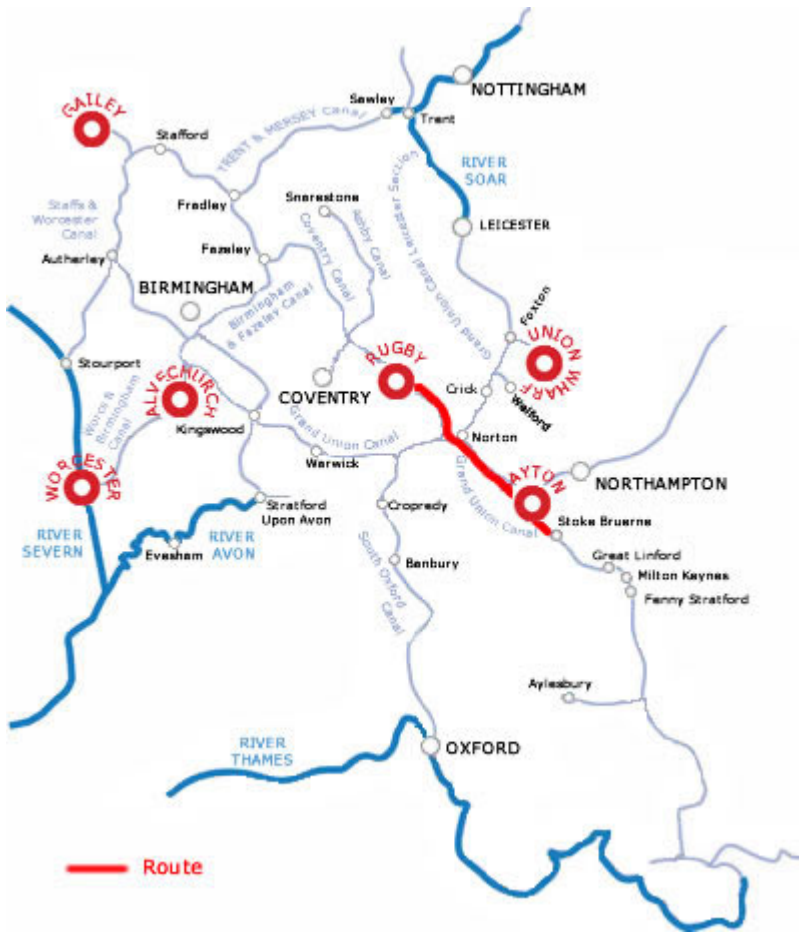 NOTTINGHAM
GAILEY
Sawley
Trent
TRENT & MERSEY Canal
Stafford
RIVER
SOAR
Snarestone
Fradley
Staffs &
Worcester
Canal
LEICESTER
Grand Union Canal Leicester Section
Ashby Canal
Coventry Canal
Fazeley
Autherley
BIRMINGHAM
Birmingham
& Fazeley Canal
Foxton
UNION WHARF
RUGBY
Stourport
ALVECHURCH
COVENTRY
Crick
Welford
Worcs &
Birmingham
Canal
Kingswood
Grand Union Canal
Norton
Warwick
WORCESTER
Grand Union Canal
AYTON
NORTHAMPTON
Stratford
Upon Avon
Cropredy
Stoke Bruerne
RIVER
SEVERN
RIVER
AVON
Evesham
Banbury
South Oxford
Canal
Great Linford
Milton Keynes
Fenny Stratford
Aylesbury
RIVER
THAMES
OXFORD
Route